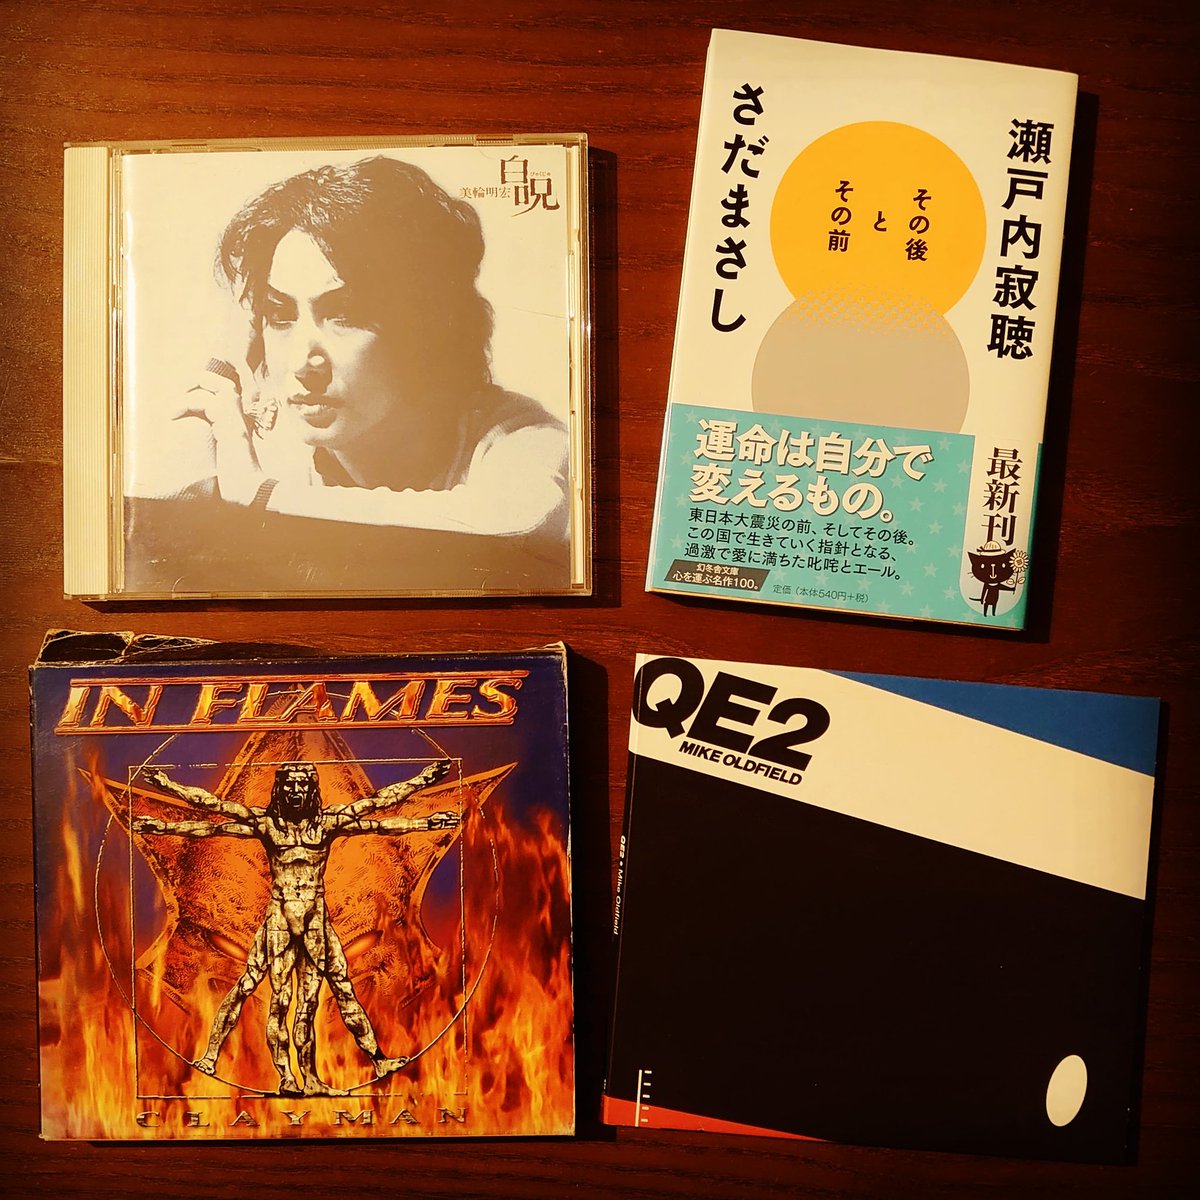 白呪
びゃくじゅ
美輪明宏
瀬戸内寂聴
さだまさし
その後
と
その前
運命は自分で
変えるもの。
東日本大震災の前、そしてその後。
この国で生きていく指針となる、
過激で愛に満ちた叱咤とエール。
幻冬舎文庫
心を運ぶ名作100。
定価（本体540円+税）
最新刊
IN FLAMES
CLAYMAN
QE2
MIKE OLDFIELD
QE2 • Mike Oldfield